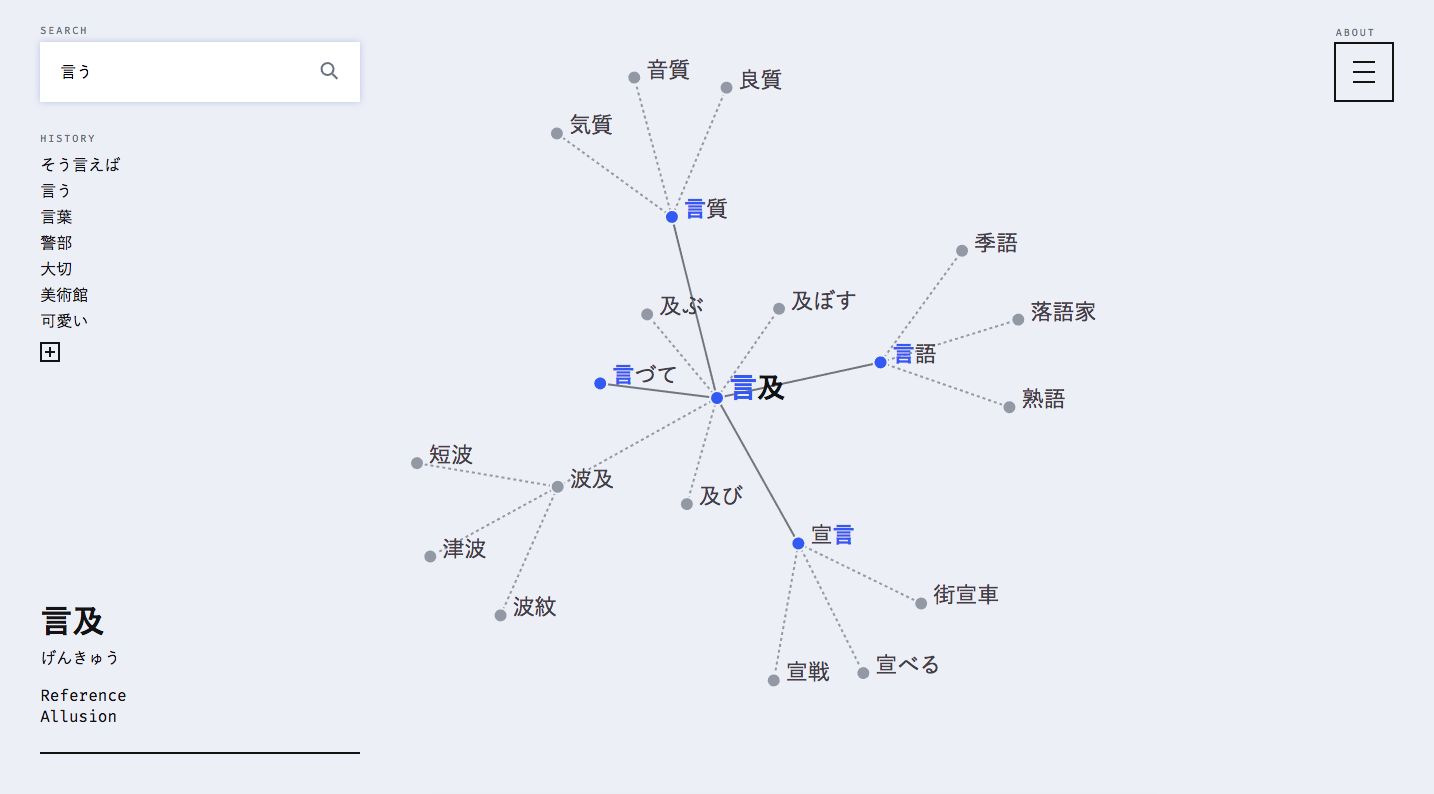 SEARCH
言う
HISTORY
そう言えば
言う
言葉
警部
大切
美術館
可愛い
ABOUT
音質
良質
気質
言質
季語
及ぶ
及ぼす
落語家
言語
言づて
言及
熟語
短波
波及
及び
宣言
津波
街宣車
波紋
宣戦
宣べる
言及
げんきゅう
Reference
Allusion